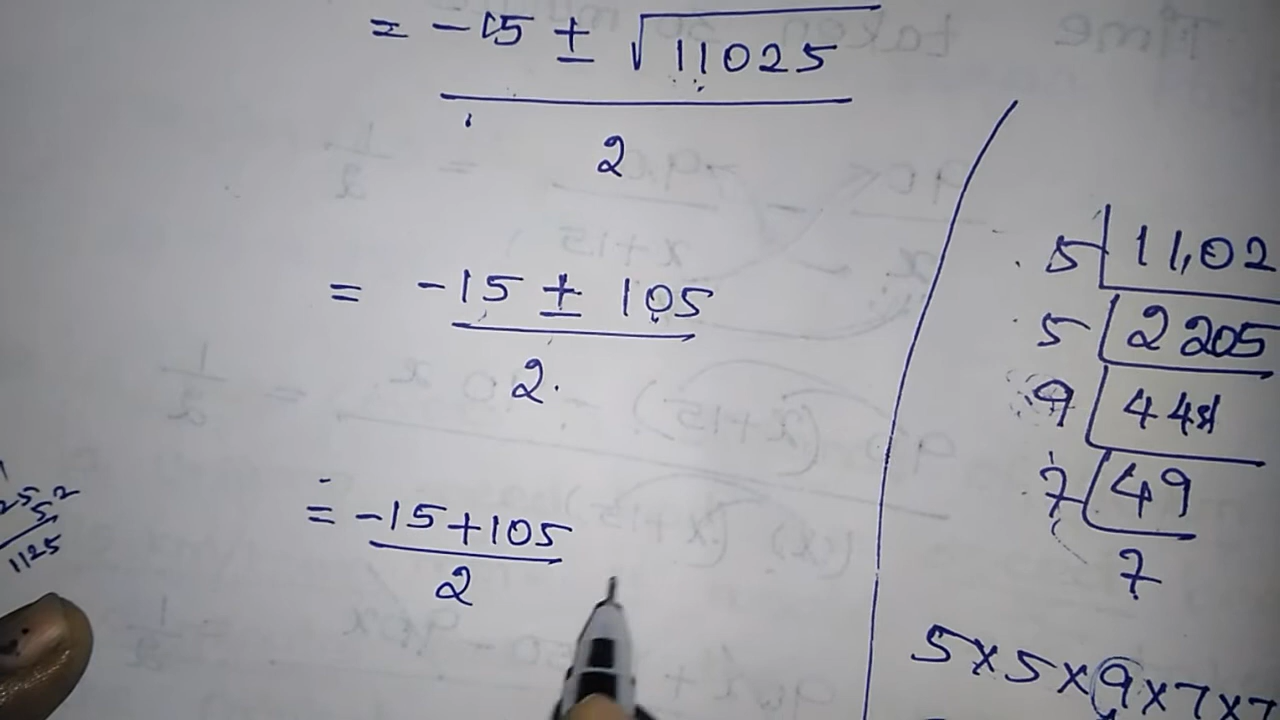 = -15 ± √11025
2
= -15 ± 105
2.
= -15+105
2
5 | 11,02
5 | 2205
9 | 441
7 | 49
7
5×5×9×7×7
1125